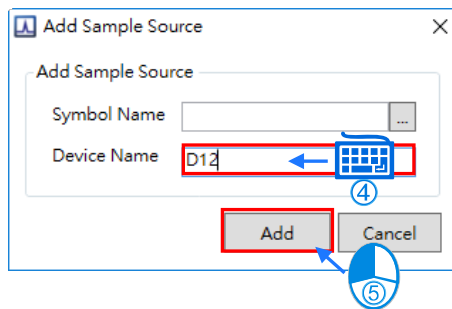 Add Sample Source
Add Sample Source
Symbol Name
...
Device Name
D12
④
Add
Cancel
⑤